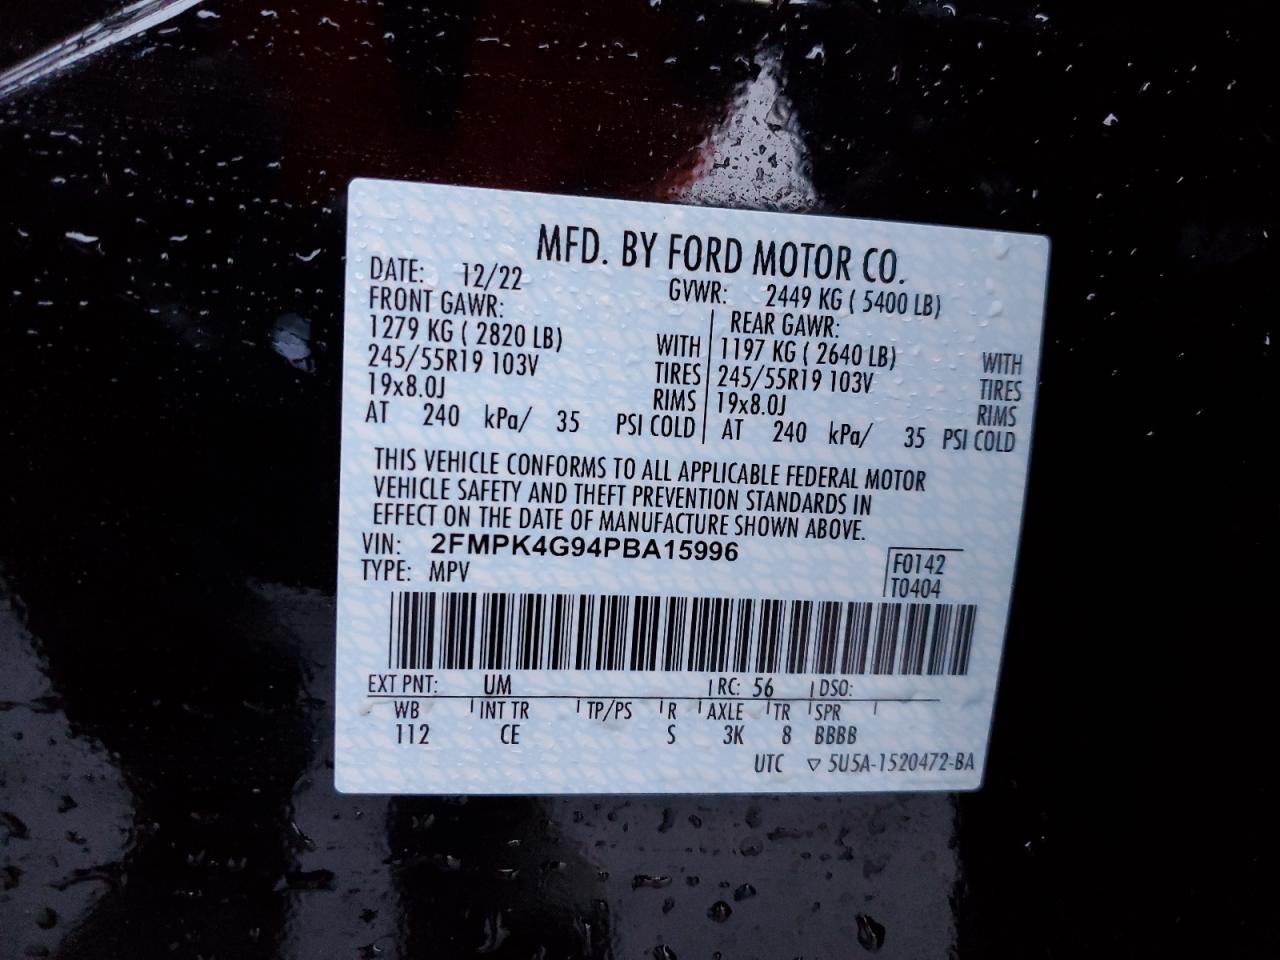 MFD. BY FORD MOTOR CO.
DATE: 12/22 GVWR: 2449 KG ( 5400 LB)
FRONT GAWR: REAR GAWR:
1279 KG ( 2820 LB) WITH 1197 KG ( 2640 LB) WITH
245/55R19 103V TIRES 245/55R19 103V TIRES
19x8.0J RIMS 19x8.0J RIMS
AT 240 kPa/ 35 PSI COLD AT 240 kPa/ 35 PSI COLD
THIS VEHICLE CONFORMS TO ALL APPLICABLE FEDERAL MOTOR
VEHICLE SAFETY AND THEFT PREVENTION STANDARDS IN
EFFECT ON THE DATE OF MANUFACTURE SHOWN ABOVE.
VIN: 2FMPK4G94PBA15996 F0142
TYPE: MPV T0404
EXT PNT: UM RC: 56 DSO:
WB INT TR TP/PS R AXLE TR SPR
112 CE S 3K 8 BBBB
UTC ▽ 5U5A-1520472-BA